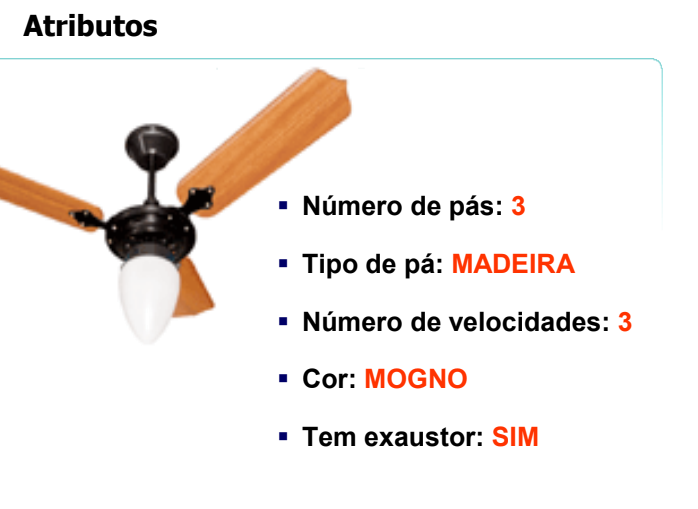 Atributos
Número de pás: 3
Tipo de pá: MADEIRA
Número de velocidades: 3
Cor: MOGNO
Tem exaustor: SIM